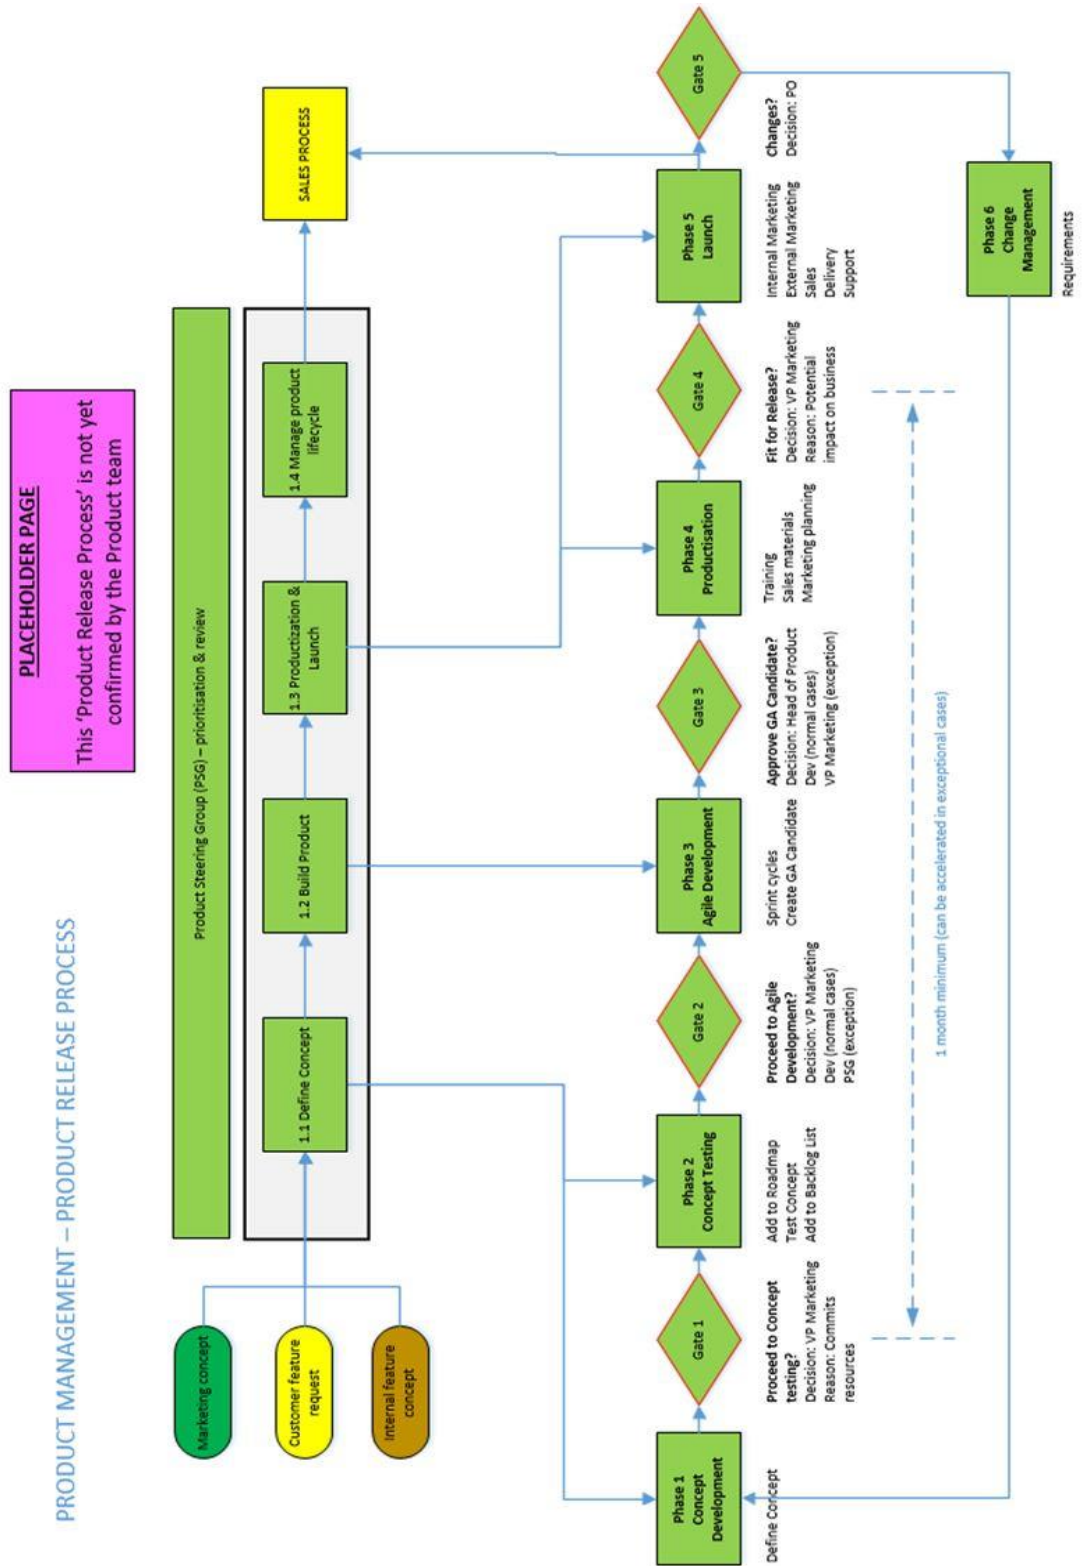 PRODUCT MANAGEMENT – PRODUCT RELEASE PROCESS
PLACEHOLDER PAGE
This 'Product Release Process' is not yet
confirmed by the Product team
Product Steering Group (PSG) – prioritisation & review
Marketing concept
Customer feature
request
Internal feature
concept
1.1 Define Concept
1.2 Build Product
1.3 Productization &
Launch
1.4 Manage product
lifecycle
SALES PROCESS
Phase 1
Concept
Development
Define Concept
Gate 1
Proceed to Concept
testing?
Decision: VP Marketing
Reason: Commits
resources
Phase 2
Concept Testing
Add to Roadmap
Test Concept
Add to Backlog List
Gate 2
Proceed to Agile
Development?
Decision: VP Marketing
Dev (normal cases)
PSG (exception)
Phase 3
Agile Development
Sprint cycles
Create GA Candidate
Gate 3
Approve GA Candidate?
Decision: Head of Product
Dev (normal cases)
VP Marketing (exception)
Phase 4
Productisation
Training
Sales materials
Marketing planning
Gate 4
Fit for Release?
Decision: VP Marketing
Reason: Potential
impact on business
Phase 5
Launch
Internal Marketing
External Marketing
Sales
Delivery
Support
Gate 5
Changes?
Decision: PO
Phase 6
Change
Management
Requirements
1 month minimum (can be accelerated in exceptional cases)